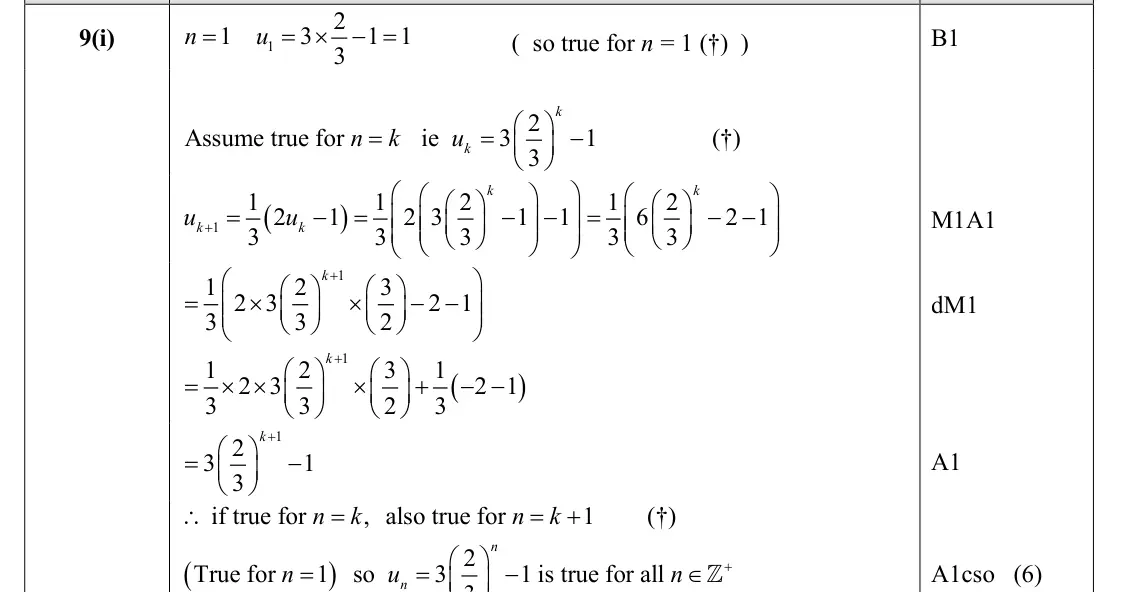 9(i) n = 1 u₁ = 3 × 2/3 − 1 = 1 ( so true for n = 1 (†) ) B1
Assume true for n = k ie uₖ = 3(2/3)ᵏ − 1 (†)
uₖ₊₁ = 1/3(2uₖ − 1) = 1/3(2(3(2/3)ᵏ − 1) − 1) = 1/3(6(2/3)ᵏ − 2 − 1) M1A1
= 1/3(2 × 3(2/3)ᵏ⁺¹ × (3/2) − 2 − 1) dM1
= 1/3 × 2 × 3(2/3)ᵏ⁺¹ × (3/2) + 1/3(−2 − 1)
= 3(2/3)ᵏ⁺¹ − 1 A1
∴ if true for n = k, also true for n = k + 1 (†)
(True for n = 1) so uₙ = 3(2/3)ⁿ − 1 is true for all n ∈ ℤ⁺ A1cso (6)